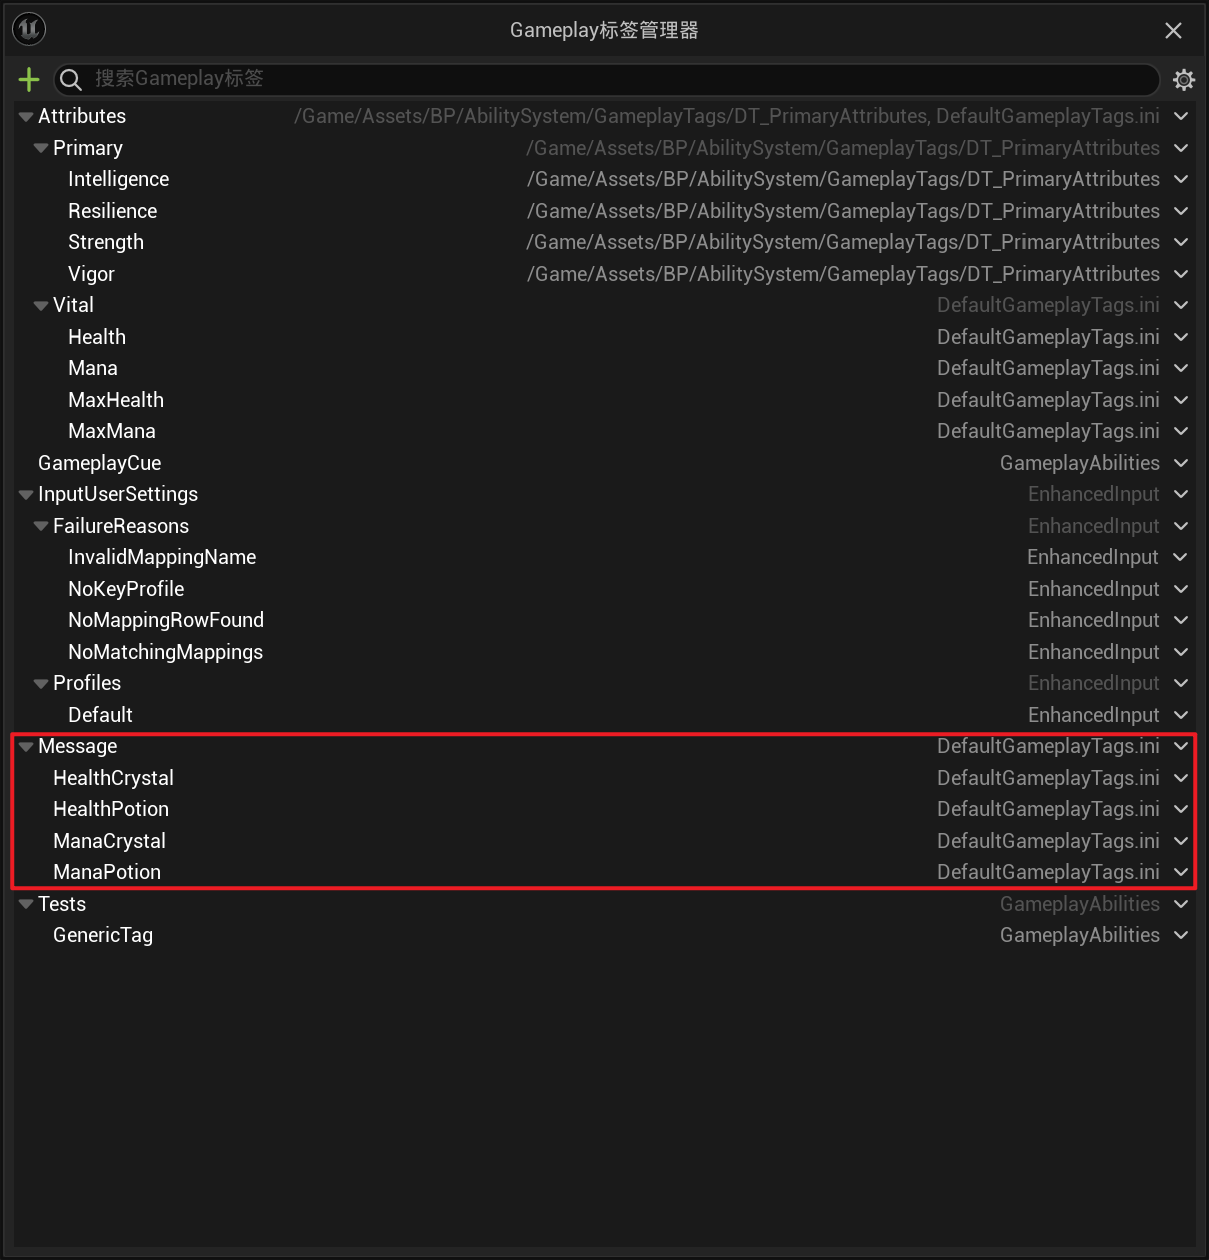 Gameplay标签管理器
搜索Gameplay标签
Attributes /Game/Assets/BP/AbilitySystem/GameplayTags/DT_PrimaryAttributes, DefaultGameplayTags.ini
Primary /Game/Assets/BP/AbilitySystem/GameplayTags/DT_PrimaryAttributes
Intelligence /Game/Assets/BP/AbilitySystem/GameplayTags/DT_PrimaryAttributes
Resilience /Game/Assets/BP/AbilitySystem/GameplayTags/DT_PrimaryAttributes
Strength /Game/Assets/BP/AbilitySystem/GameplayTags/DT_PrimaryAttributes
Vigor /Game/Assets/BP/AbilitySystem/GameplayTags/DT_PrimaryAttributes
Vital DefaultGameplayTags.ini
Health DefaultGameplayTags.ini
Mana DefaultGameplayTags.ini
MaxHealth DefaultGameplayTags.ini
MaxMana DefaultGameplayTags.ini
GameplayCue GameplayAbilities
InputUserSettings EnhancedInput
FailureReasons EnhancedInput
InvalidMappingName EnhancedInput
NoKeyProfile EnhancedInput
NoMappingRowFound EnhancedInput
NoMatchingMappings EnhancedInput
Profiles EnhancedInput
Default EnhancedInput
Message DefaultGameplayTags.ini
HealthCrystal DefaultGameplayTags.ini
HealthPotion DefaultGameplayTags.ini
ManaCrystal DefaultGameplayTags.ini
ManaPotion DefaultGameplayTags.ini
Tests GameplayAbilities
GenericTag GameplayAbilities